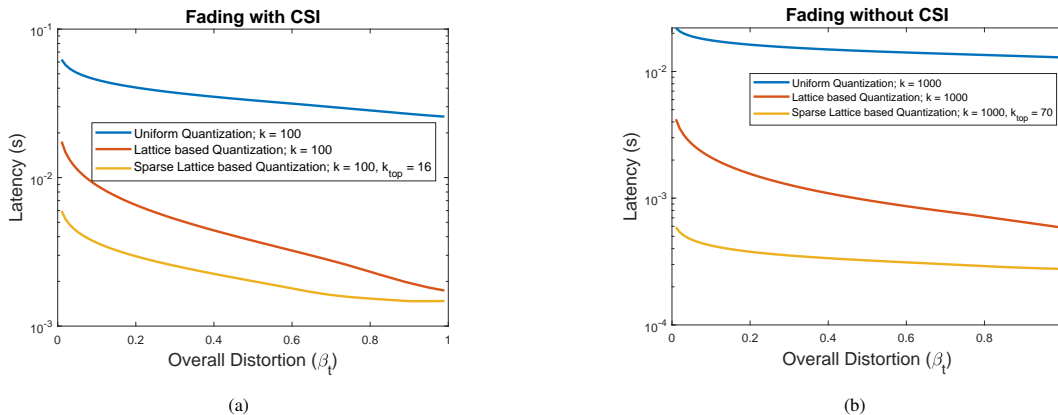 Fading with CSI
10^-1
Latency (s)
10^-2
10^-3
Uniform Quantization; k = 100
Lattice based Quantization; k = 100
Sparse Lattice based Quantization; k = 100, k_top = 16
0 0.2 0.4 0.6 0.8 1
Overall Distortion (β_t)
(a)
Fading without CSI
10^-2
Latency (s)
10^-3
10^-4
Uniform Quantization; k = 1000
Lattice based Quantization; k = 1000
Sparse Lattice based Quantization; k = 1000, k_top = 70
0 0.2 0.4 0.6 0.8
Overall Distortion (β_t)
(b)